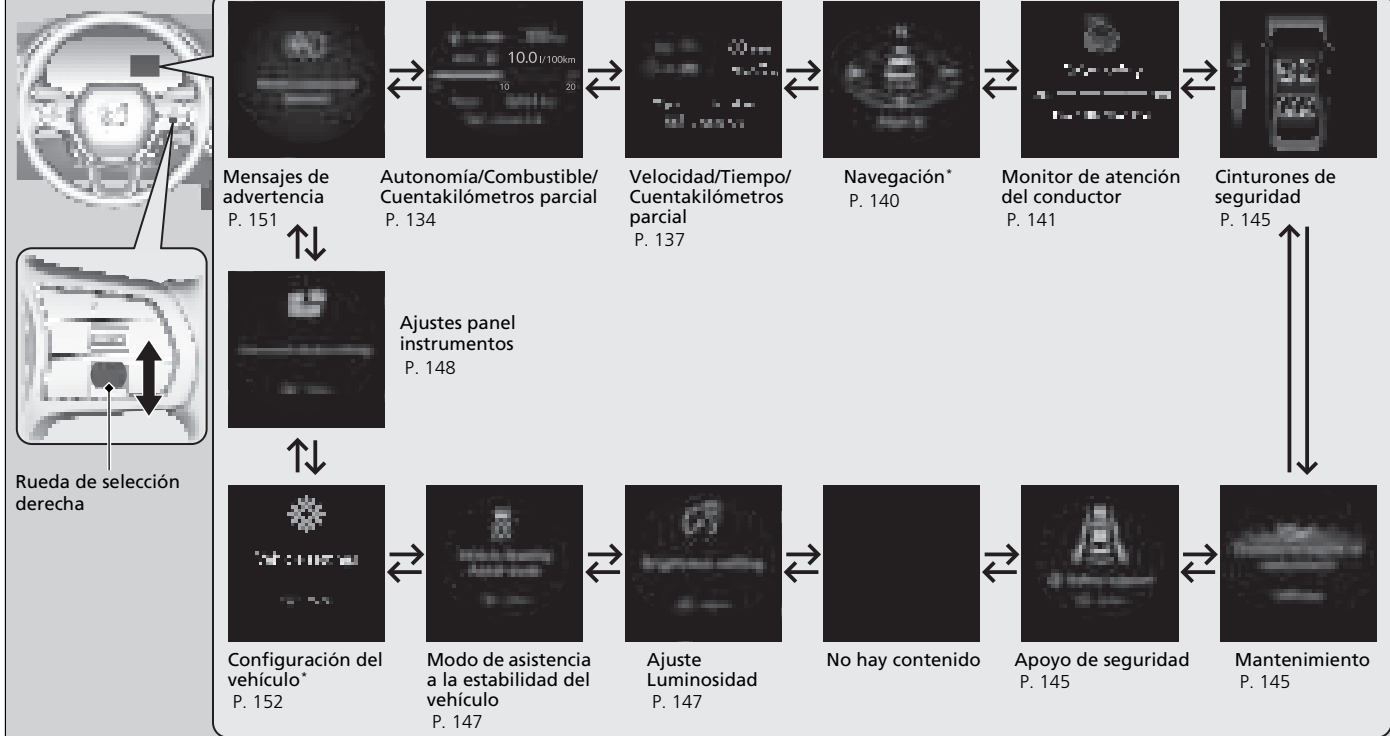 10.0 l/100km
10 20
Mensajes de
advertencia
P. 151
Autonomía/Combustible/
Cuentakilómetros parcial
P. 134
Velocidad/Tiempo/
Cuentakilómetros
parcial
P. 137
Navegación*
P. 140
Monitor de atención
del conductor
P. 141
Cinturones de
seguridad
P. 145
Ajustes panel
instrumentos
P. 148
Rueda de selección
derecha
Configuración del
vehículo*
P. 152
Modo de asistencia
a la estabilidad del
vehículo
P. 147
Ajuste
Luminosidad
P. 147
No hay contenido
Apoyo de seguridad
P. 145
Mantenimiento
P. 145